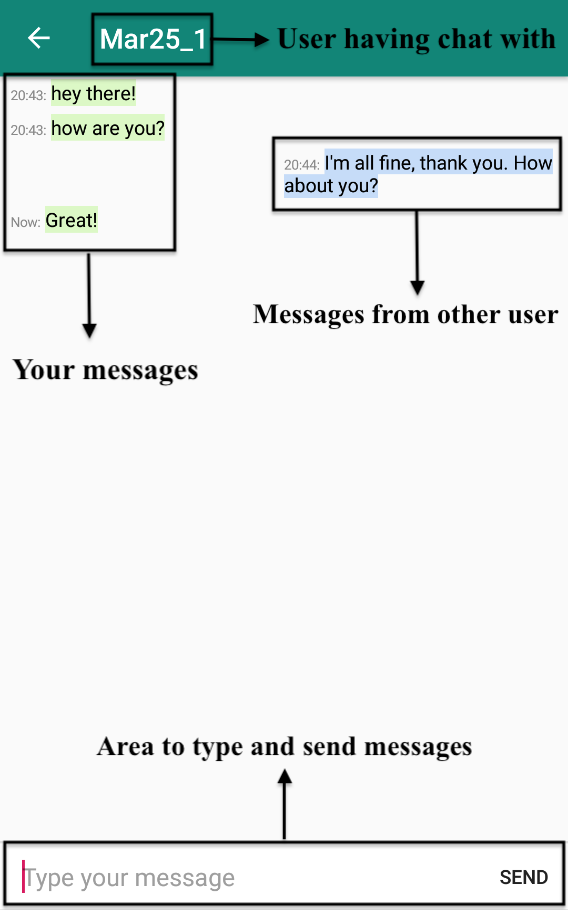 Mar25_1
User having chat with
20:43: hey there!
20:43: how are you?
20:44: I'm all fine, thank you. How
about you?
Now: Great!
Messages from other user
Your messages
Area to type and send messages
Type your message
SEND